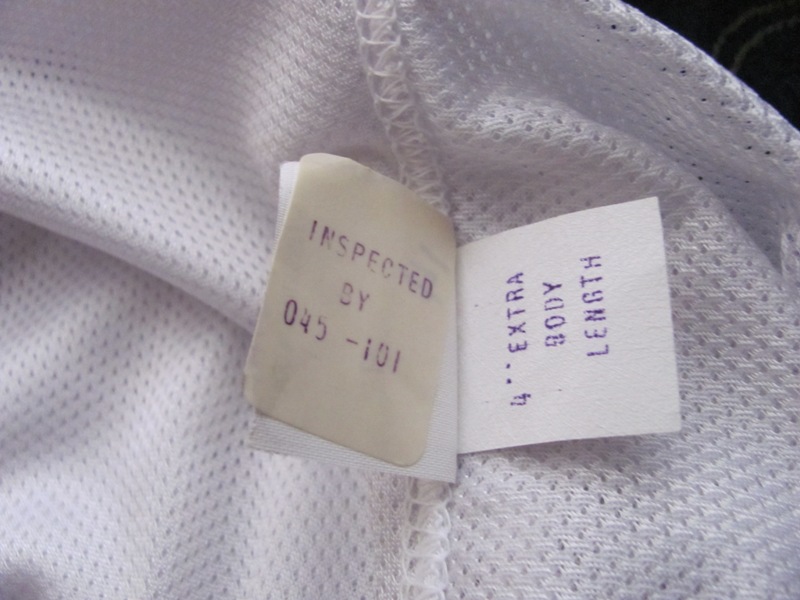 INSPECTED
BY
045-101
4'' EXTRA
BODY
LENGTH